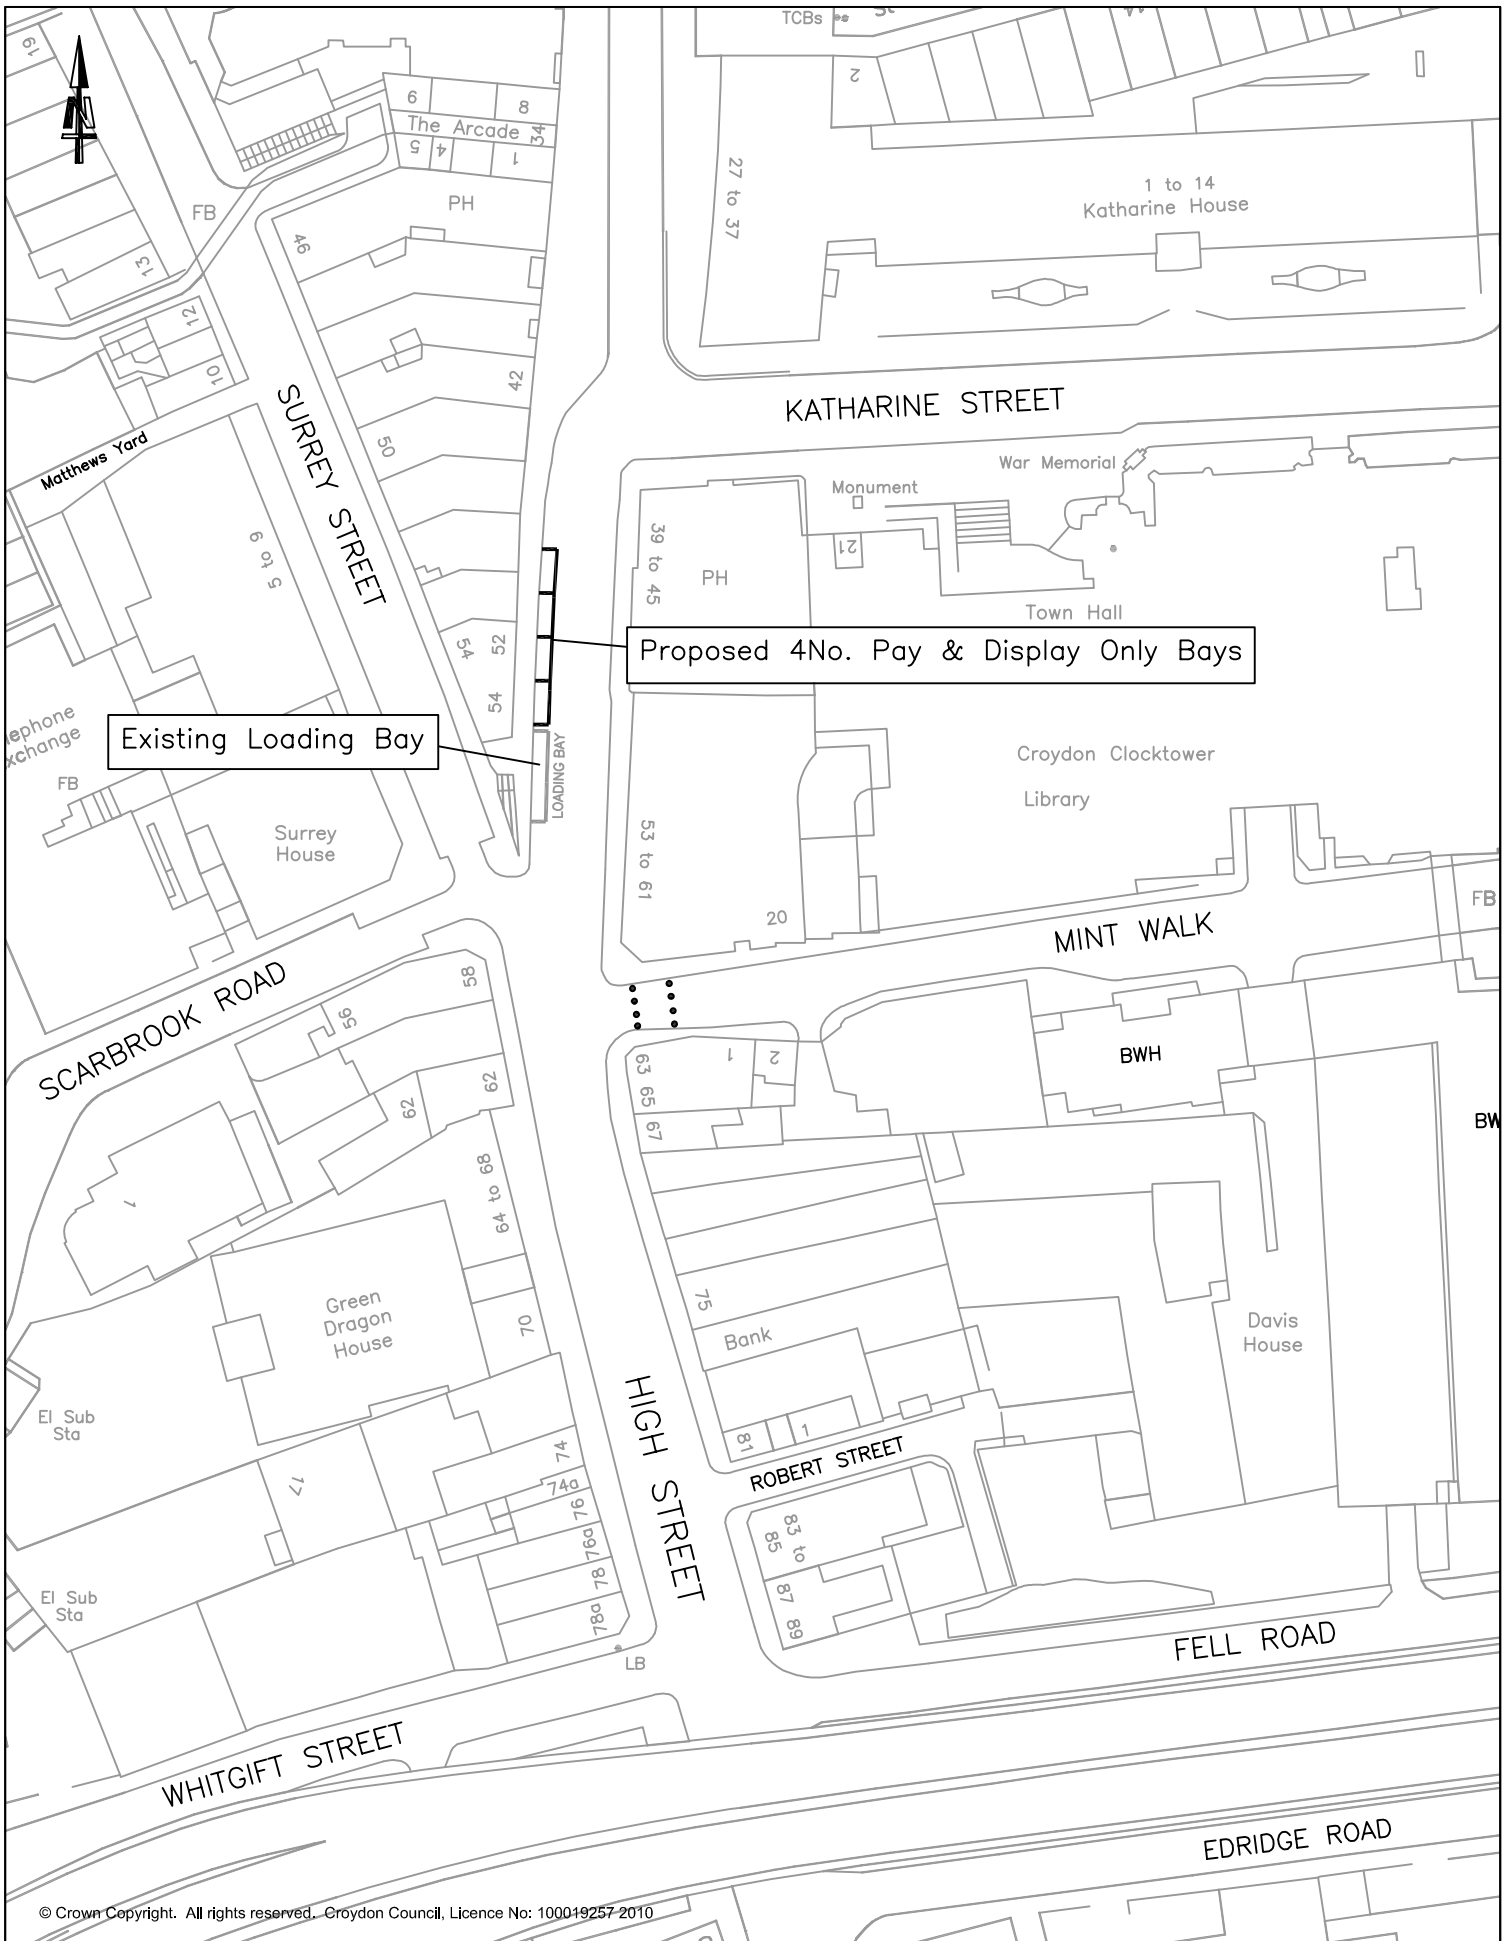 TCBs
2
19
N
9
8
The Arcade
34
5
4
1
PH
27 to 37
1 to 14
Katharine House
FB
46
13
12
10
42
KATHARINE STREET
SURREY STREET
50
Matthews Yard
War Memorial
Monument
21
39 to 45
PH
5 to 9
Town Hall
54
52
Proposed 4No. Pay & Display Only Bays
54
Existing Loading Bay
LOADING BAY
ephone
xchange
FB
Croydon Clocktower
Library
Surrey
House
53 to 61
20
FB
MINT WALK
58
SCARBROOK ROAD
56
63
65
67
1
2
BWH
62
62
BW
64 to 68
1
Green
Dragon
House
70
75
Bank
Davis
House
HIGH STREET
El Sub
Sta
81
1
ROBERT STREET
74
74a
76
76a
78
78a
17
83 to
85
87
89
El Sub
Sta
LB
FELL ROAD
WHITGIFT STREET
EDRIDGE ROAD
© Crown Copyright. All rights reserved. Croydon Council, Licence No: 100019257 2010